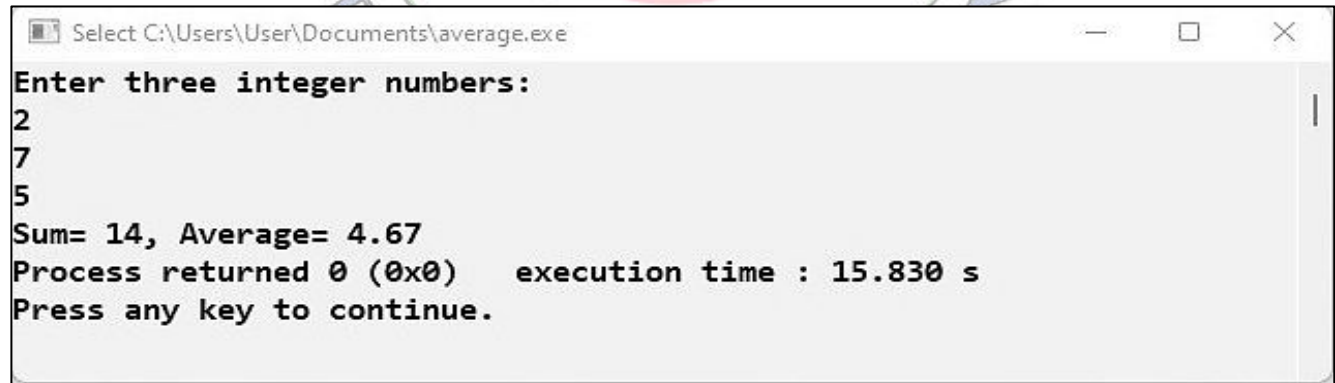 Select C:\Users\User\Documents\average.exe
Enter three integer numbers:
2
7
5
Sum= 14, Average= 4.67
Process returned 0 (0x0)   execution time : 15.830 s
Press any key to continue.